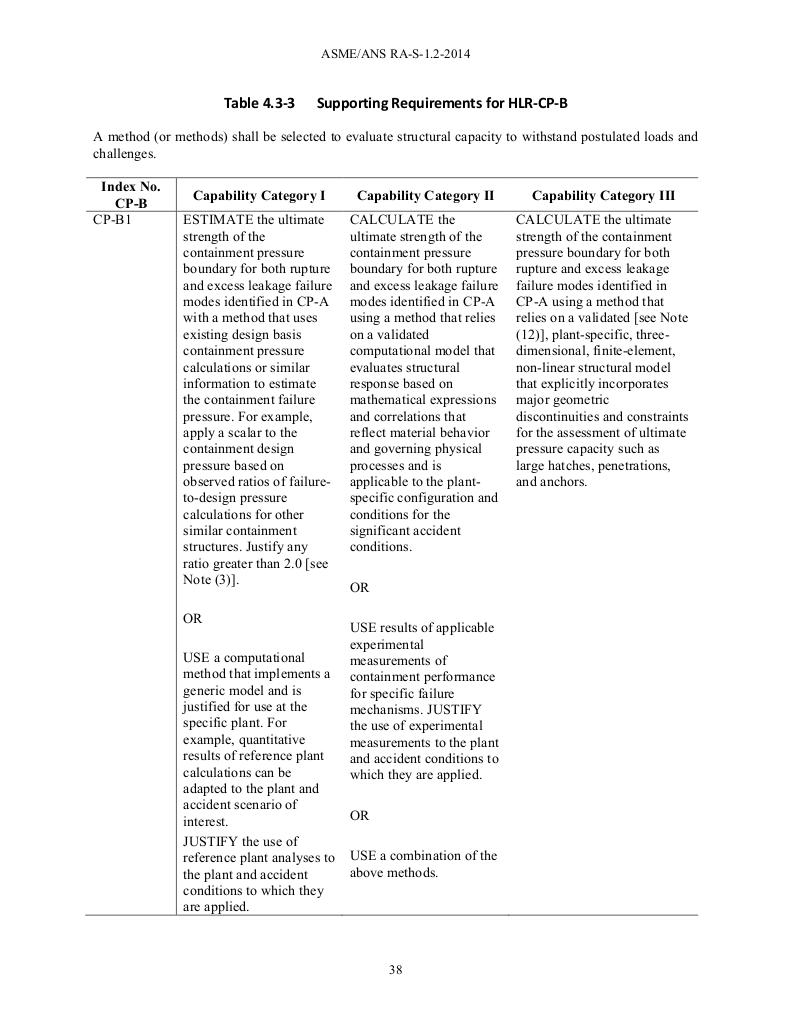 ASME/ANS RA-S-1.2-2014
Table 4.3-3 Supporting Requirements for HLR-CP-B
A method (or methods) shall be selected to evaluate structural capacity to withstand postulated loads and
challenges.
Index No.
CP-B
Capability Category I
Capability Category II
Capability Category III
CP-B1
ESTIMATE the ultimate
strength of the
containment pressure
boundary for both rupture
and excess leakage failure
modes identified in CP-A
with a method that uses
existing design basis
containment pressure
calculations or similar
information to estimate
the containment failure
pressure. For example,
apply a scalar to the
containment design
pressure based on
observed ratios of failure-
to-design pressure
calculations for other
similar containment
structures. Justify any
ratio greater than 2.0 [see
Note (3)].
OR
USE a computational
method that implements a
generic model and is
justified for use at the
specific plant. For
example, quantitative
results of reference plant
calculations can be
adapted to the plant and
accident scenario of
interest.
JUSTIFY the use of
reference plant analyses to
the plant and accident
conditions to which they
are applied.
CALCULATE the
ultimate strength of the
containment pressure
boundary for both rupture
and excess leakage failure
modes identified in CP-A
using a method that relies
on a validated
computational model that
evaluates structural
response based on
mathematical expressions
and correlations that
reflect material behavior
and governing physical
processes and is
applicable to the plant-
specific configuration and
conditions for the
significant accident
conditions.
OR
USE results of applicable
experimental
measurements of
containment performance
for specific failure
mechanisms. JUSTIFY
the use of experimental
measurements to the plant
and accident conditions to
which they are applied.
OR
USE a combination of the
above methods.
CALCULATE the ultimate
strength of the containment
pressure boundary for both
rupture and excess leakage
failure modes identified in
CP-A using a method that
relies on a validated [see Note
(12)], plant-specific, three-
dimensional, finite-element,
non-linear structural model
that explicitly incorporates
major geometric
discontinuities and constraints
for the assessment of ultimate
pressure capacity such as
large hatches, penetrations,
and anchors.
38